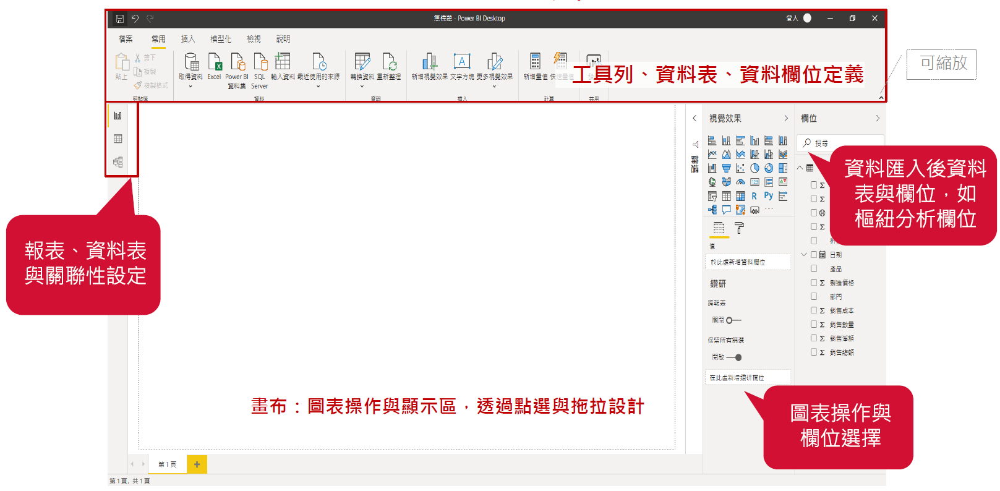 無標題 - Power BI Desktop
登入
檔案 常用 插入 模型化 檢視 說明
貼上
剪下
複製
複製格式
剪貼簿
取得資料
Excel
Power BI
資料集
SQL
Server
輸入資料
最近使用的來源
資料
轉換資料
重新整理
查詢
新增視覺效果
文字方塊
更多視覺效果
插入
新增量值
計算
共用
工具列、資料表、資料欄位定義
可縮放
篩選
視覺效果
123
R
Py
值
於此處新增資料欄位
鑽研
跨報表
關閉
保留所有篩選
開啟
在此處新增鑽研欄位
欄位
搜尋
Σ
Σ
Σ
日期
產品
Σ 製造價格
部門
Σ 銷售成本
Σ 銷售數量
Σ 銷售淨額
Σ 銷售總額
資料匯入後資料
表與欄位，如
樞紐分析欄位
報表、資料表
與關聯性設定
畫布：圖表操作與顯示區，透過點選與拖拉設計
圖表操作與
欄位選擇
第 1 頁
+
第 1 頁, 共 1 頁